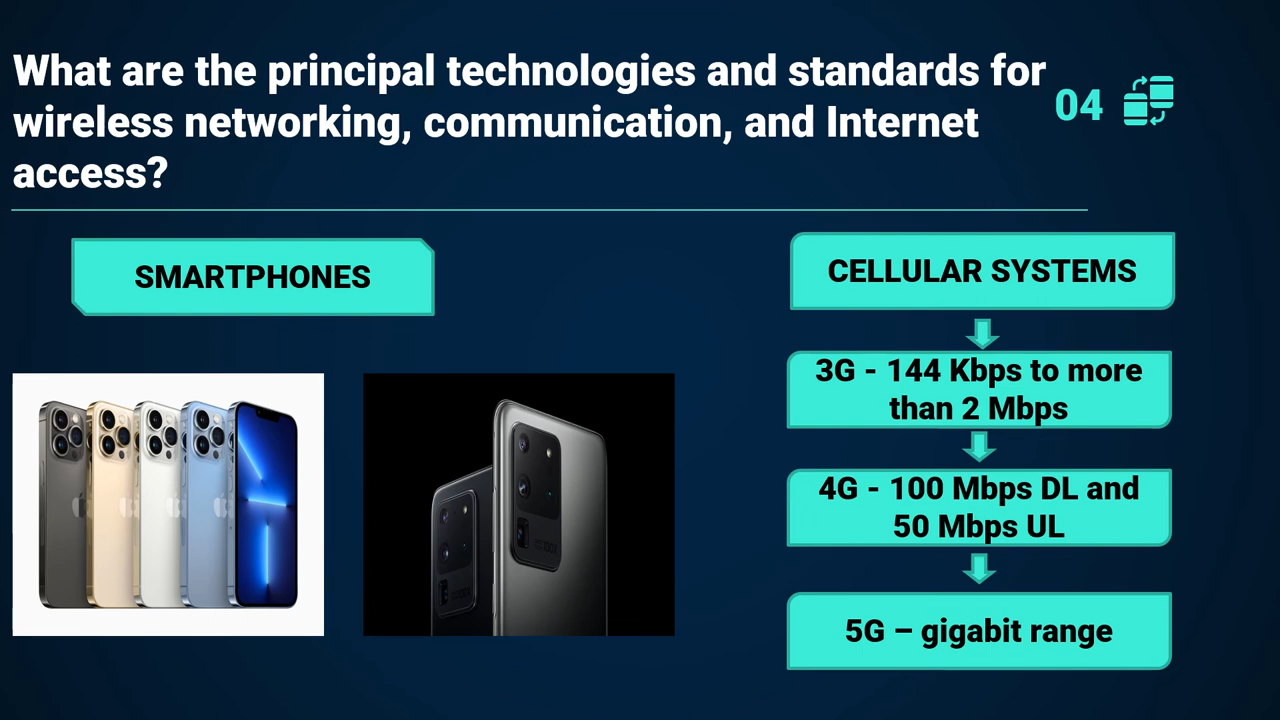 What are the principal technologies and standards for
wireless networking, communication, and Internet
access?
04
SMARTPHONES
CELLULAR SYSTEMS
3G - 144 Kbps to more
than 2 Mbps
4G - 100 Mbps DL and
50 Mbps UL
5G – gigabit range